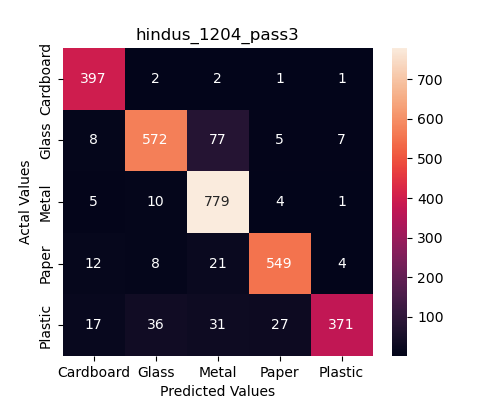 hindus_1204_pass3
Actal Values
Cardboard 397 2 2 1 1
Glass 8 572 77 5 7
Metal 5 10 779 4 1
Paper 12 8 21 549 4
Plastic 17 36 31 27 371
Cardboard Glass Metal Paper Plastic
Predicted Values
700
600
500
400
300
200
100